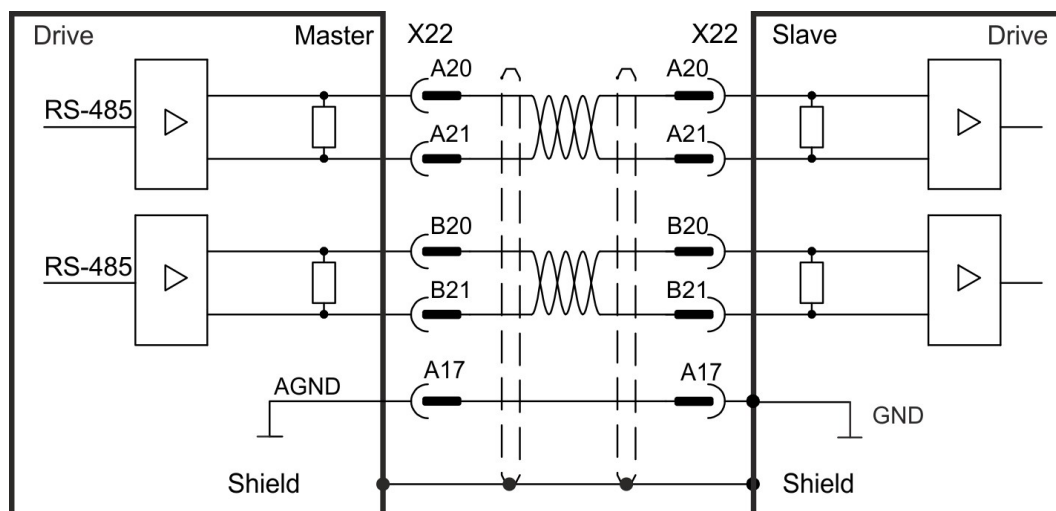 Drive Master X22 X22 Slave Drive
A20 A20
RS-485
A21 A21
B20 B20
RS-485
B21 B21
A17 A17
AGND GND
Shield Shield